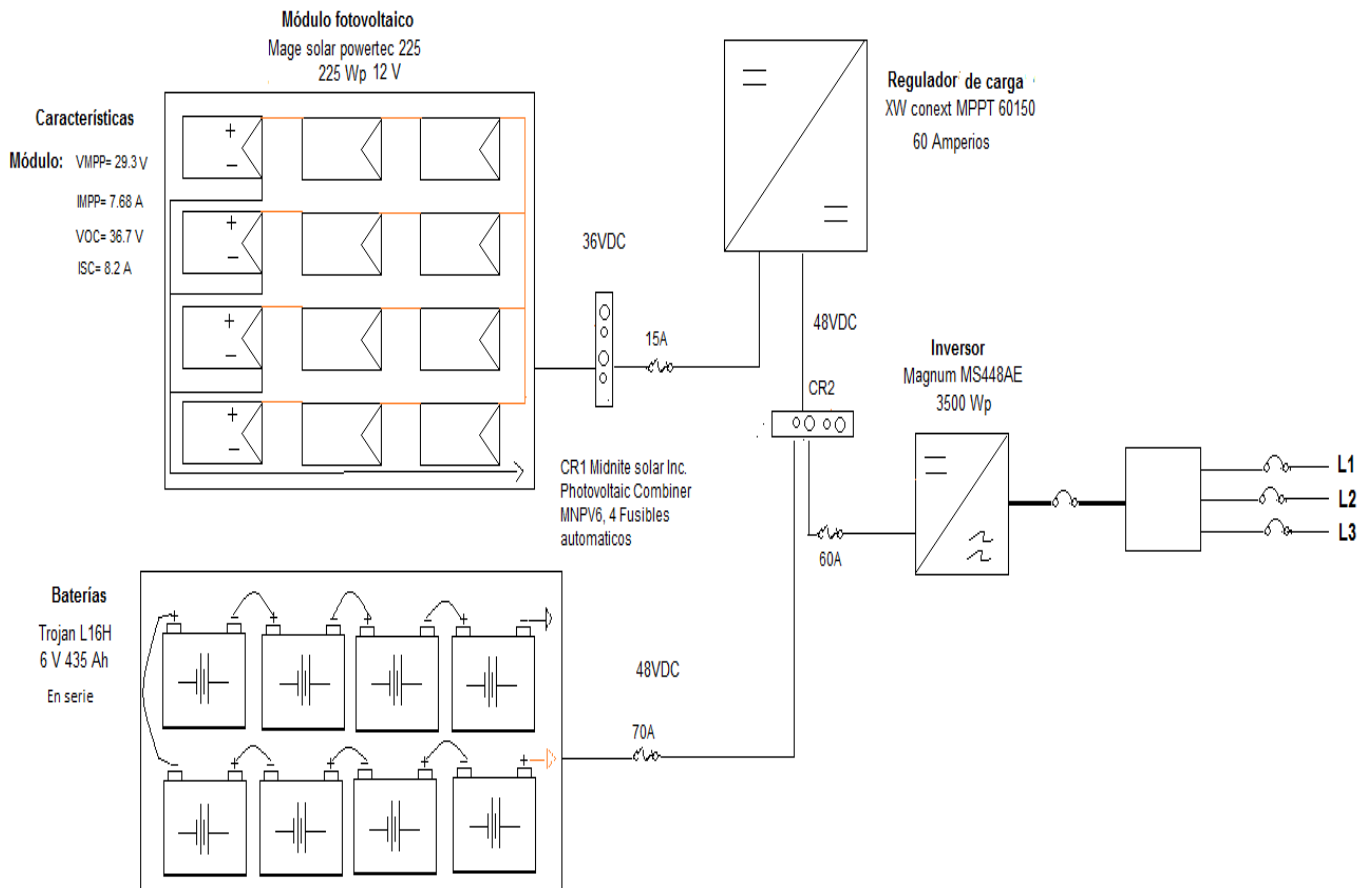 Módulo fotovoltaico
Mage solar powertec 225
225 Wp 12 V
Características
Módulo: VMPP= 29.3 V
IMPP= 7.68 A
VOC= 36.7 V
ISC= 8.2 A
+
−
+
−
+
−
+
−
36VDC
15A
CR1 Midnite solar Inc.
Photovoltaic Combiner
MNPV6, 4 Fusibles
automaticos
Regulador de carga
XW conext MPPT 60150
60 Amperios
48VDC
CR2
Inversor
Magnum MS448AE
3500 Wp
60A
L1
L2
L3
Baterías
Trojan L16H
6 V 435 Ah
En serie
+ - + - + - + -
- + - + - + - +
48VDC
70A